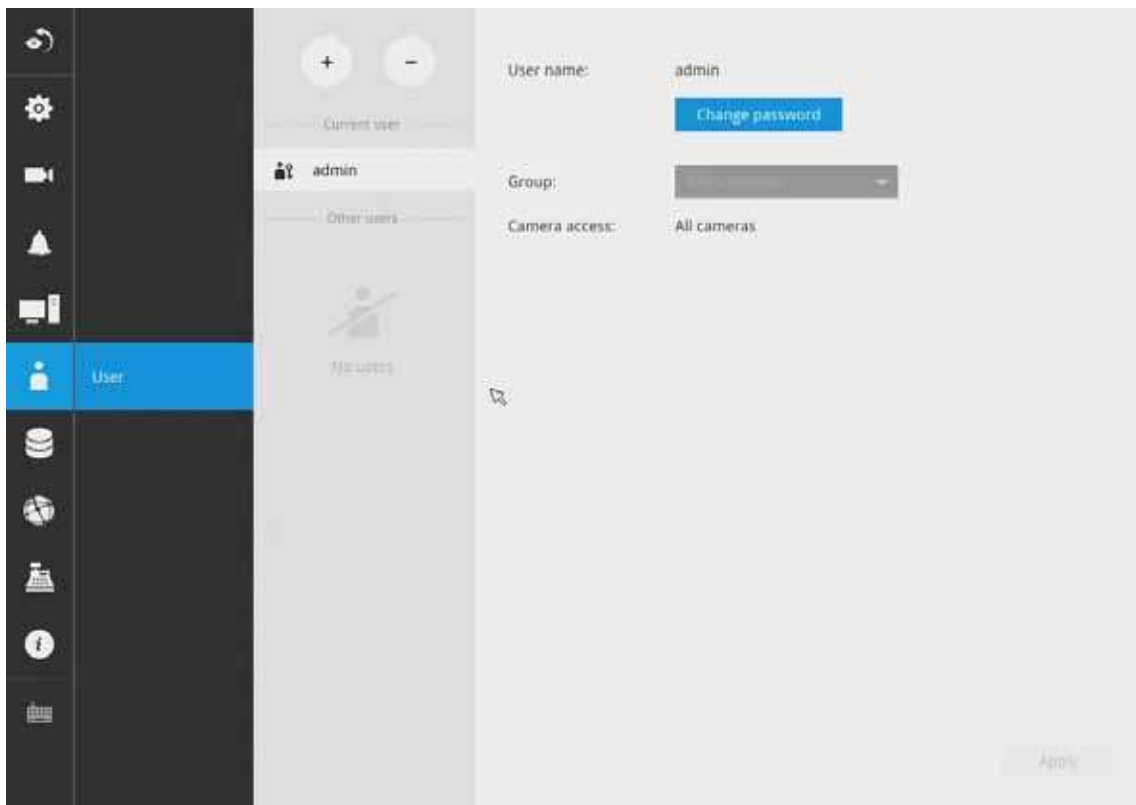 User
+ -
Current user
admin
Other users
No users
User name: admin
Change password
Group:
Camera access: All cameras
Apply